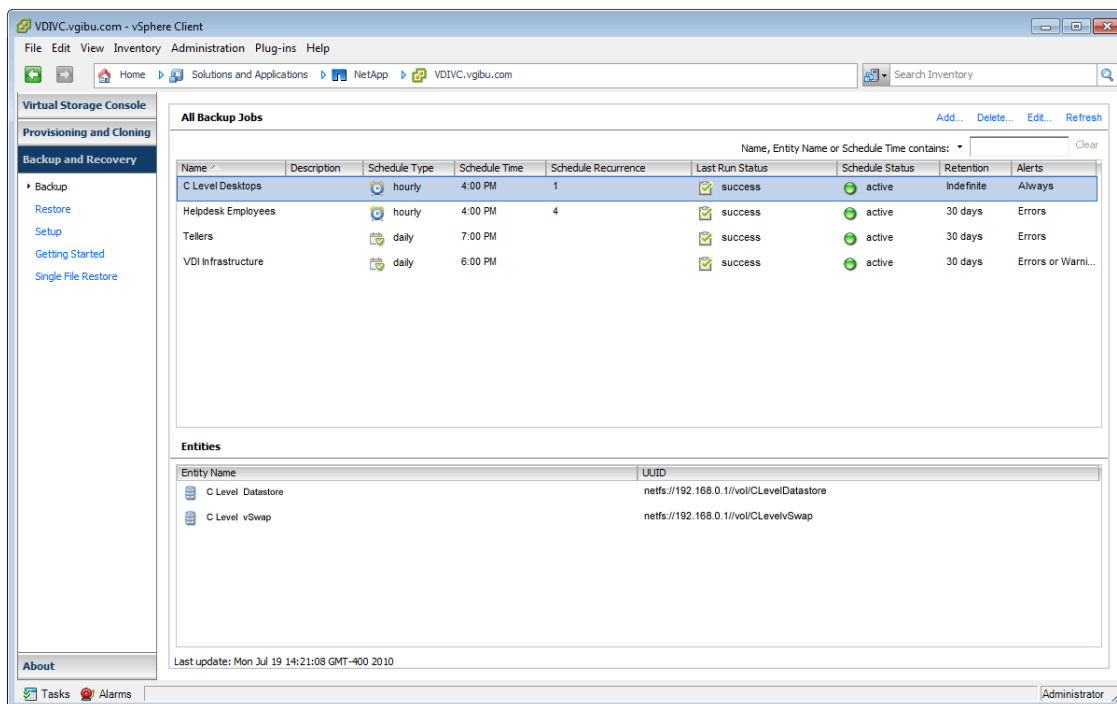 VDIVC.vgibu.com - vSphere Client
File Edit View Inventory Administration Plug-ins Help
Home Solutions and Applications NetApp VDIVC.vgibu.com Search Inventory
Virtual Storage Console
Provisioning and Cloning
Backup and Recovery
Backup
Restore
Setup
Getting Started
Single File Restore
About
All Backup Jobs Add... Delete... Edit... Refresh
Name, Entity Name or Schedule Time contains: Clear
Name Description Schedule Type Schedule Time Schedule Recurrence Last Run Status Schedule Status Retention Alerts
C Level Desktops hourly 4:00 PM 1 success active Indefinite Always
Helpdesk Employees hourly 4:00 PM 4 success active 30 days Errors
Tellers daily 7:00 PM success active 30 days Errors
VDI Infrastructure daily 6:00 PM success active 30 days Errors or Warni...
Entities
Entity Name UUID
C Level Datastore netfs://192.168.0.1//vol/CLevelDatastore
C Level vSwap netfs://192.168.0.1//vol/CLevelvSwap
Last update: Mon Jul 19 14:21:08 GMT-400 2010
Tasks Alarms Administrator